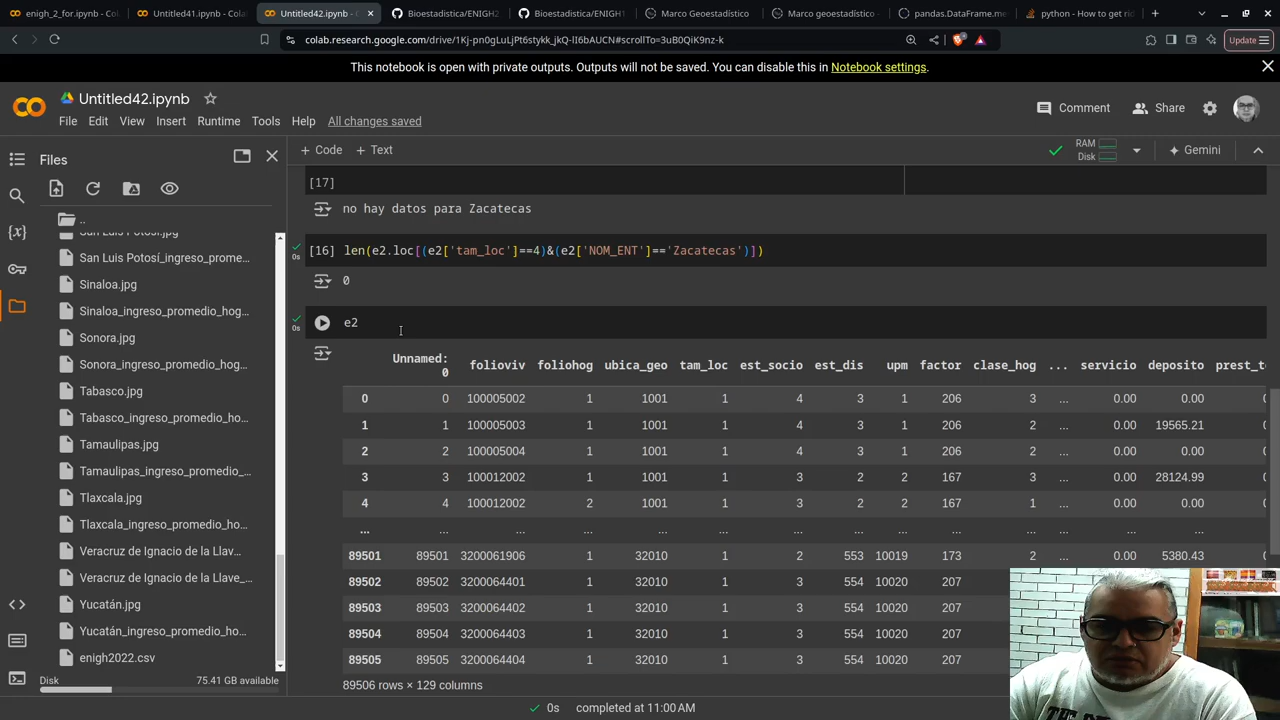 enigh_2_for.ipynb - Co
Untitled41.ipynb - Cola
Untitled42.ipynb - C
Bioestadistica/ENIGH2
Bioestadistica/ENIGH1
Marco Geoestadístico
Marco geoestadístico -
pandas.DataFrame.me
python - How to get ri
colab.research.google.com/drive/1Kj-pn0gLuLjPt6stykk_jkQ-lI6bAUCN#scrollTo=3uB0QiK9nz-k
Update
This notebook is open with private outputs. Outputs will not be saved. You can disable this in Notebook settings.
Untitled42.ipynb
File Edit View Insert Runtime Tools Help All changes saved
Comment
Share
Files
+ Code + Text
RAM
Disk
Gemini
..
San Luis Potosí.jpg
San Luis Potosí_ingreso_prome...
Sinaloa.jpg
Sinaloa_ingreso_promedio_hog...
Sonora.jpg
Sonora_ingreso_promedio_hog...
Tabasco.jpg
Tabasco_ingreso_promedio_ho...
Tamaulipas.jpg
Tamaulipas_ingreso_promedio_...
Tlaxcala.jpg
Tlaxcala_ingreso_promedio_ho...
Veracruz de Ignacio de la Llav...
Veracruz de Ignacio de la Llave_...
Yucatán.jpg
Yucatán_ingreso_promedio_ho...
enigh2022.csv
Disk
75.41 GB available
[17]
no hay datos para Zacatecas
[16] len(e2.loc[(e2['tam_loc']==4)&(e2['NOM_ENT']=='Zacatecas')])
0s
0
e2
0s
Unnamed: 0 folioviv foliohog ubica_geo tam_loc est_socio est_dis upm factor clase_hog ... servicio deposito prest_t
0 0 100005002 1 1001 1 4 3 1 206 3 ... 0.00 0.00
1 1 100005003 1 1001 1 4 3 1 206 2 ... 0.00 19565.21
2 2 100005004 1 1001 1 4 3 1 206 2 ... 0.00 0.00
3 3 100012002 1 1001 1 3 2 2 167 3 ... 0.00 28124.99
4 4 100012002 2 1001 1 3 2 2 167 1 ... 0.00 0.00
... ... ... ... ... ... ... ... ... ... ... ... ... ...
89501 89501 3200061906 1 32010 1 2 553 10019 173 2 ... 0.00 5380.43
89502 89502 3200064401 1 32010 1 3 554 10020 207
89503 89503 3200064402 1 32010 1 3 554 10020 207
89504 89504 3200064403 1 32010 1 3 554 10020 207
89505 89505 3200064404 1 32010 1 3 554 10020 207
89506 rows × 129 columns
0s completed at 11:00 AM